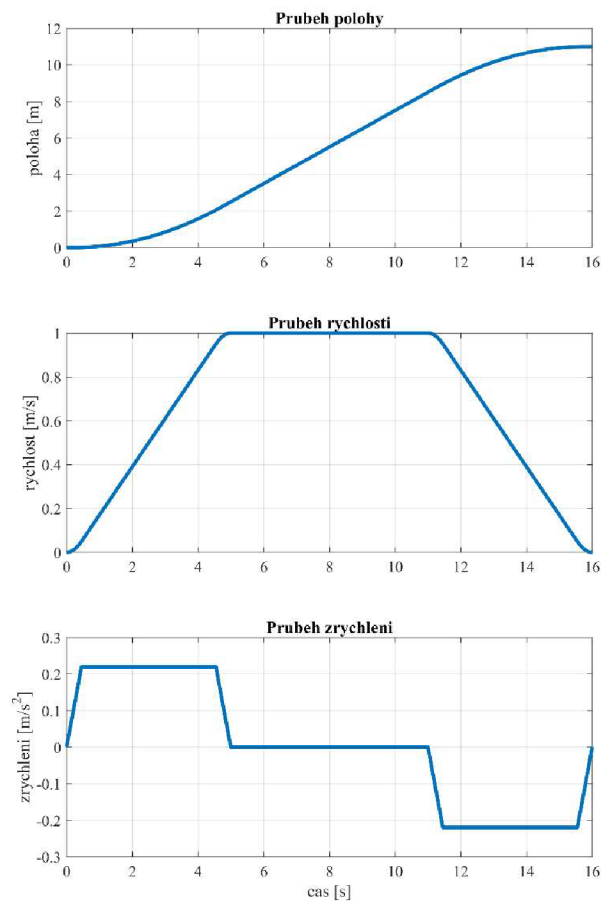 Prubeh polohy
12
10
8
6
4
2
0
poloha [m]
0 2 4 6 8 10 12 14 16
Prubeh rychlosti
1
0.8
0.6
0.4
0.2
0
rychlost [m/s]
0 2 4 6 8 10 12 14 16
Prubeh zrychleni
0.3
0.2
0.1
0
-0.1
-0.2
-0.3
zrychleni [m/s²]
0 2 4 6 8 10 12 14 16
cas [s]